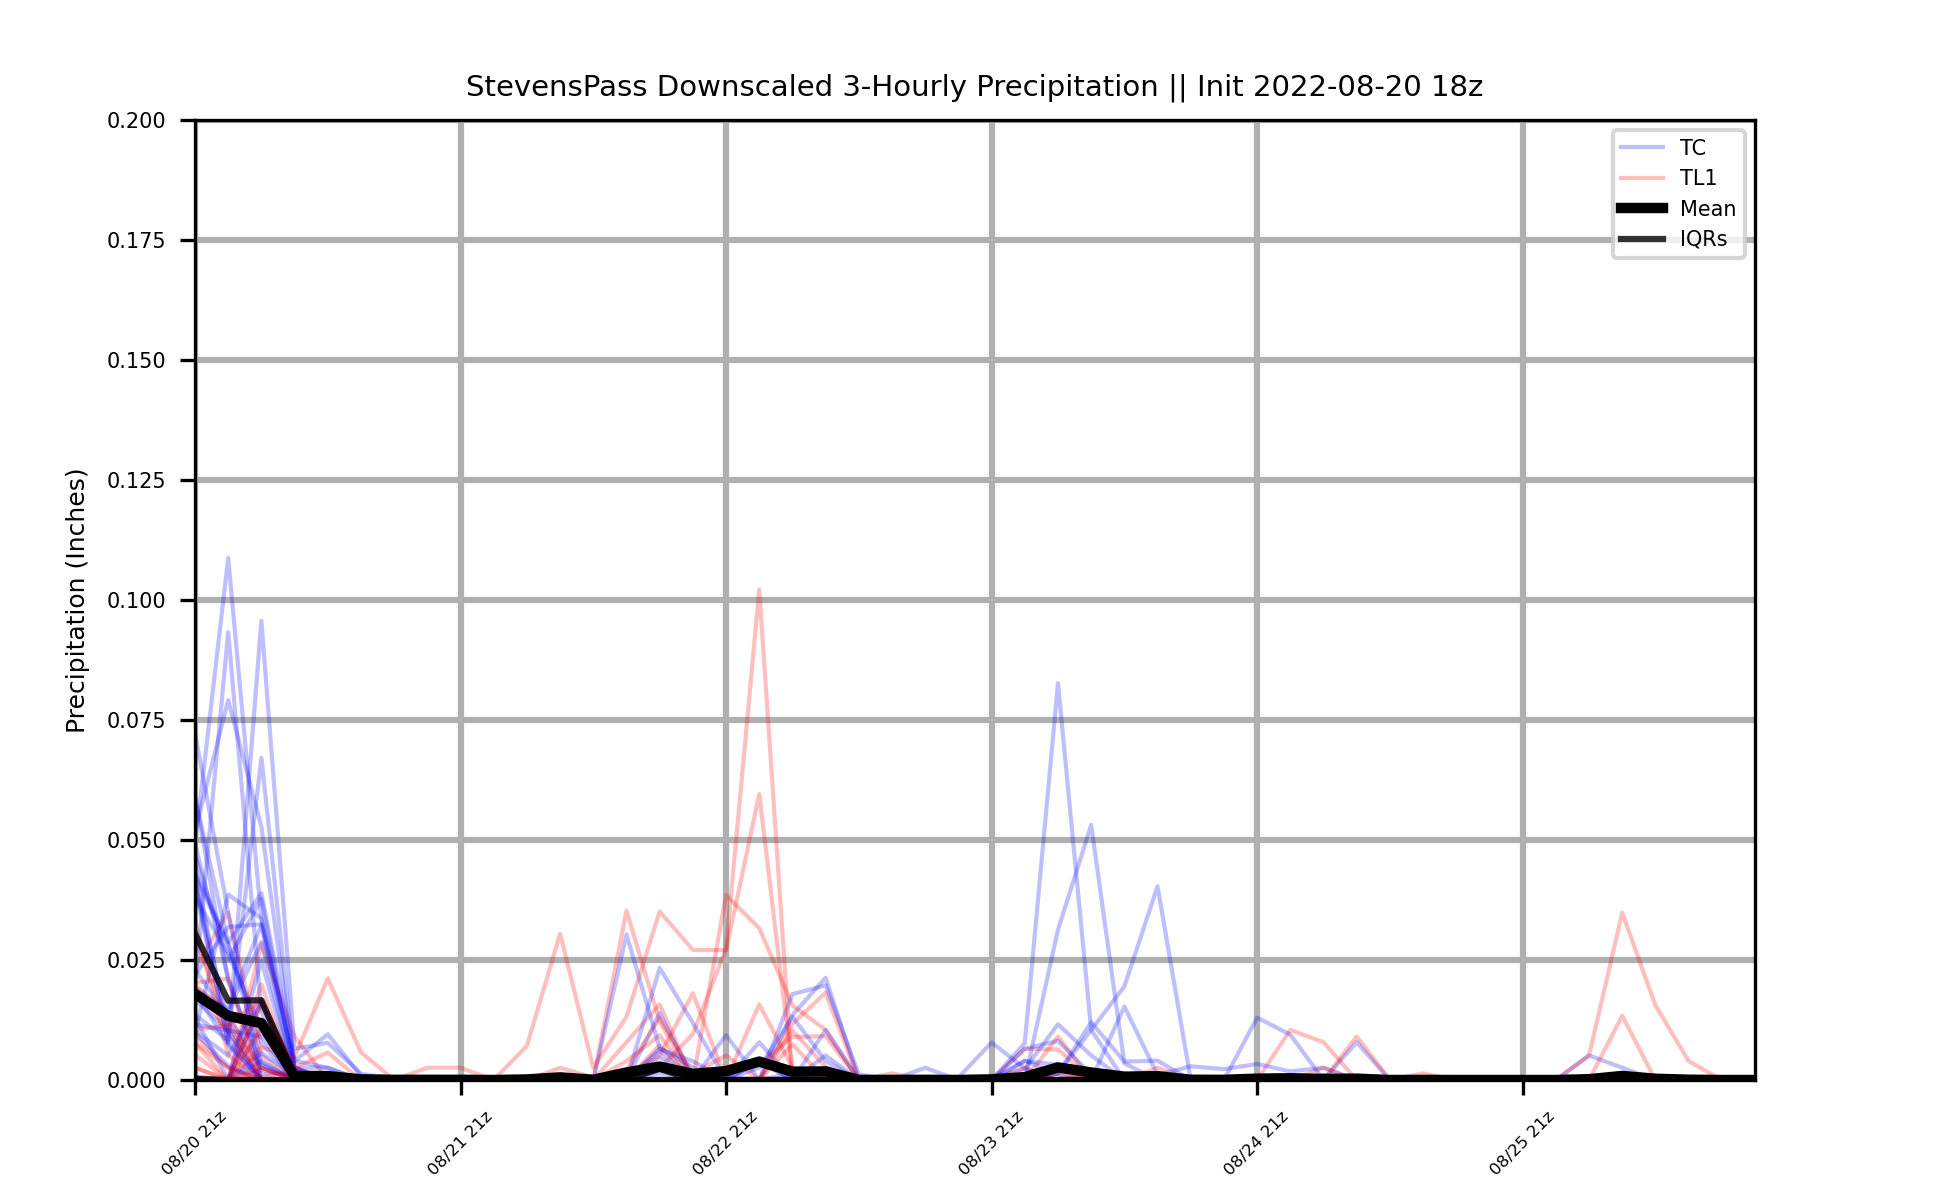 StevensPass Downscaled 3-Hourly Precipitation || Init 2022-08-20 18z
Precipitation (Inches)
0.200
0.175
0.150
0.125
0.100
0.075
0.050
0.025
0.000
TC
TL1
Mean
IQRs
08/20 21z
08/21 21z
08/22 21z
08/23 21z
08/24 21z
08/25 21z